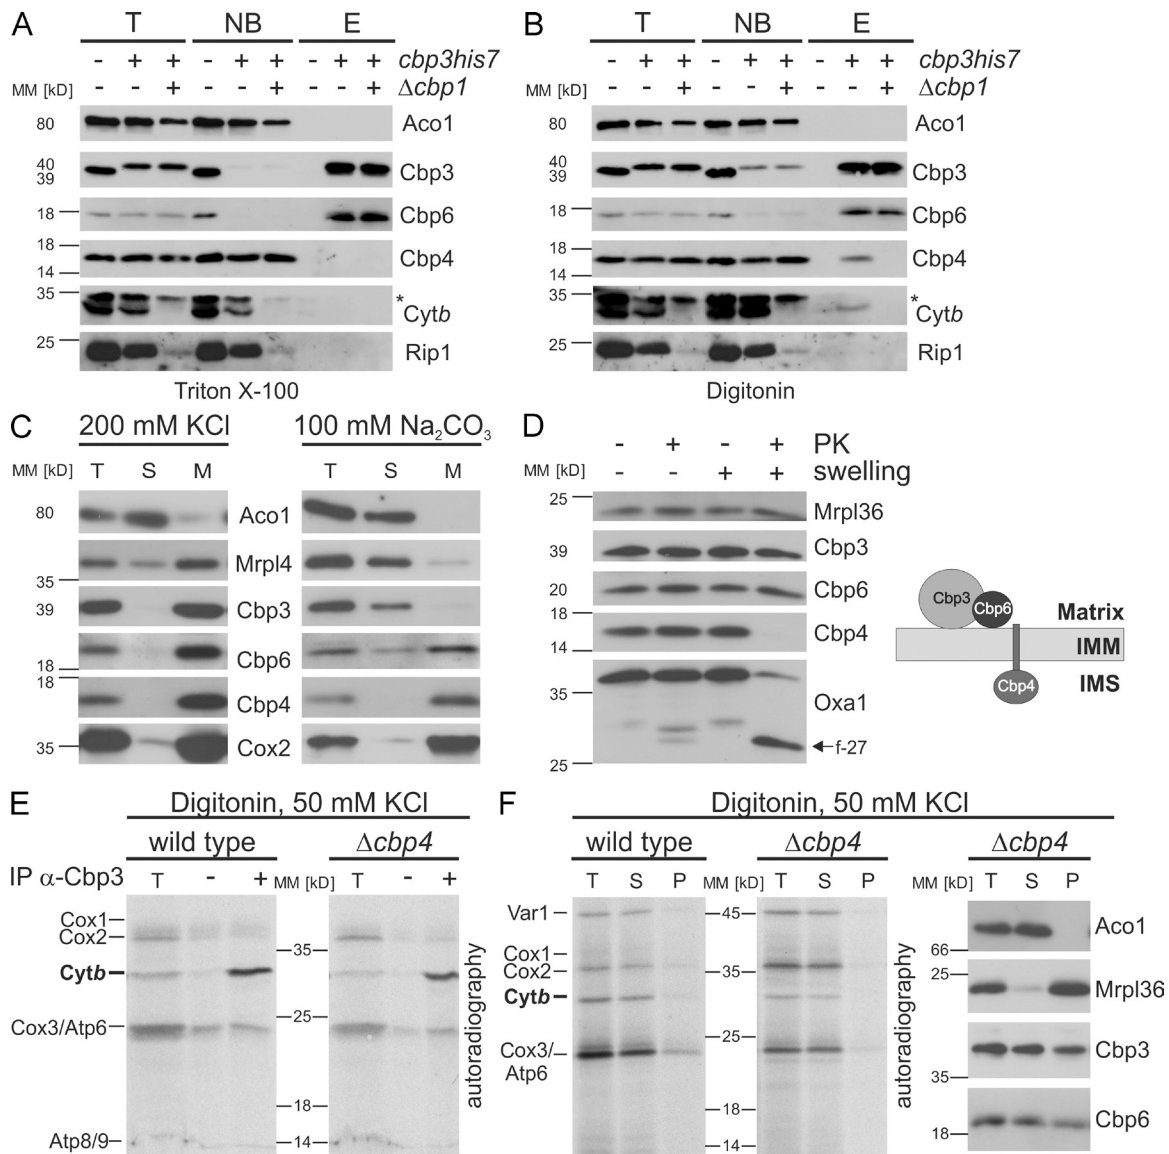 A
T NB E
- + + - + + - + + cbp3his7
MM [kD] - - + - - + - - + Δcbp1
80 Aco1
40
39 Cbp3
18 Cbp6
18
14 Cbp4
35 *
Cytb
25 Rip1
Triton X-100
B
T NB E
- + + - + + - + + cbp3his7
MM [kD] - - + - - + - - + Δcbp1
80 Aco1
40
39 Cbp3
18 Cbp6
18
14 Cbp4
35 *
Cytb
25 Rip1
Digitonin
C
200 mM KCl 100 mM Na₂CO₃
MM [kD] T S M T S M
80 Aco1
Mrpl4
35
39 Cbp3
Cbp6
18
18
Cbp4
35 Cox2
D
- + - + PK
MM [kD] - - + + swelling
25
Mrpl36
39 Cbp3
20 Cbp6
18
Cbp4
14
35 Oxa1
f-27
25
Cbp3
Cbp6
Matrix
IMM
Cbp4
IMS
E
Digitonin, 50 mM KCl
wild type Δcbp4
IP α-Cbp3 T - + MM [kD] T - +
Cox1
Cox2
35
Cytb
Cox3/Atp6
25
18
Atp8/9
14
autoradiography
F
Digitonin, 50 mM KCl
wild type Δcbp4 Δcbp4
T S P MM [kD] T S P MM [kD] T S P
Var1
45
Cox1
Cox2
35
Cytb
25
Cox3/
Atp6
18
14
autoradiography
Aco1
66
25
Mrpl36
Cbp3
35
Cbp6
18